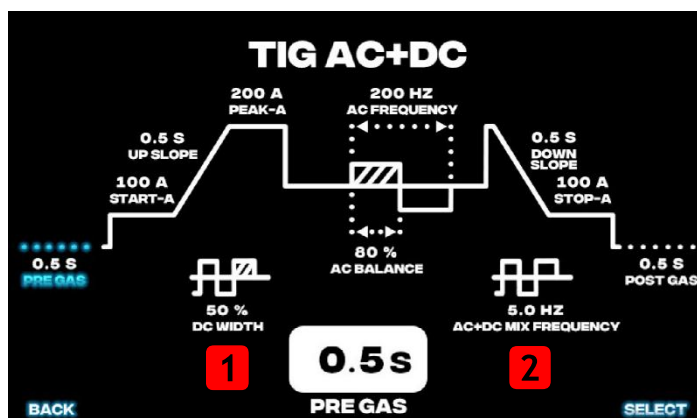 TIG AC+DC
200 A
PEAK-A
200 HZ
AC FREQUENCY
0.5 S
UP SLOPE
0.5 S
DOWN
SLOPE
100 A
START-A
100 A
STOP-A
80 %
AC BALANCE
0.5 S
PRE GAS
0.5 S
POST GAS
50 %
DC WIDTH
5.0 HZ
AC+DC MIX FREQUENCY
1
2
0.5s
PRE GAS
BACK
SELECT